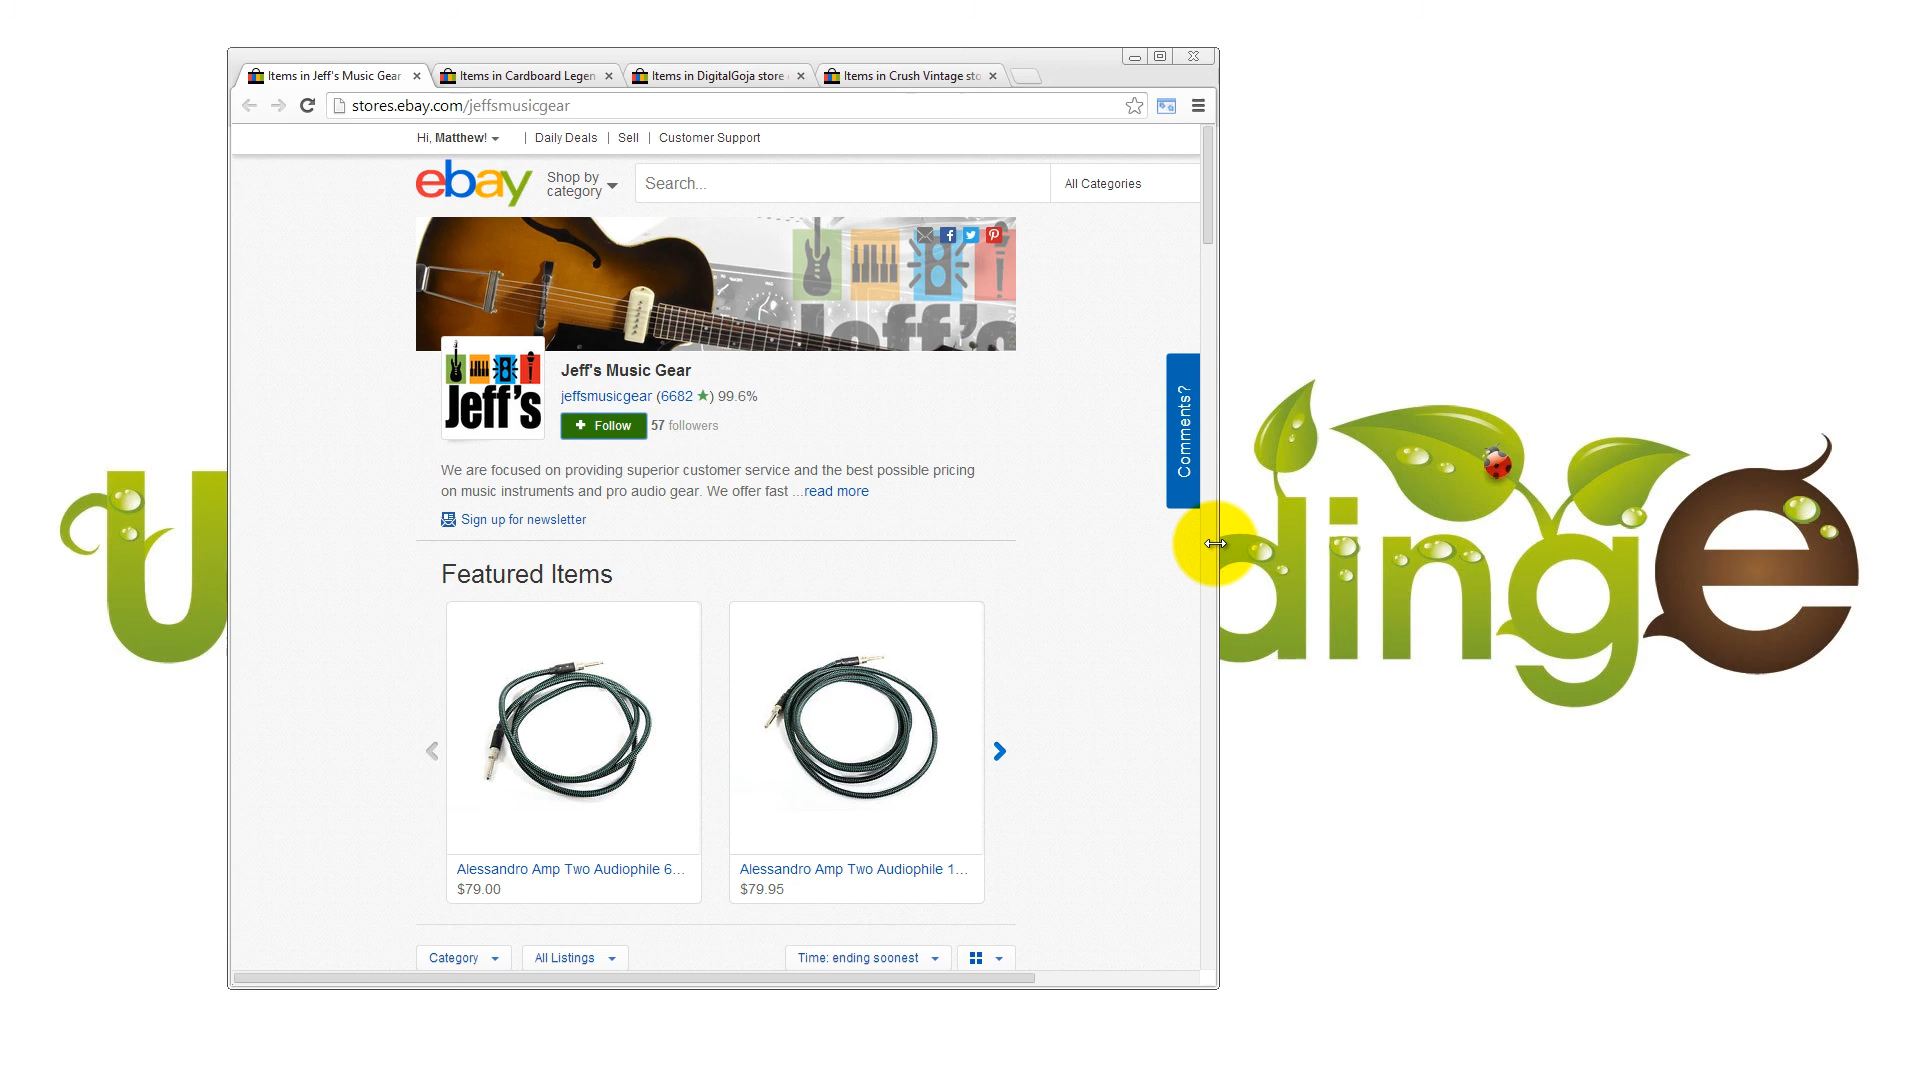 Items in Jeff's Music Gear
Items in Cardboard Legen
Items in DigitalGoja store
Items in Crush Vintage sto
stores.ebay.com/jeffsmusicgear
Hi, Matthew! | Daily Deals | Sell | Customer Support
ebay
Shop by category
Search...
All Categories
Jeff's
Jeff's
Jeff's Music Gear
jeffsmusicgear (6682 ★) 99.6%
Follow
57 followers
Comments?
We are focused on providing superior customer service and the best possible pricing
on music instruments and pro audio gear. We offer fast ...read more
Sign up for newsletter
U
dinge
Featured Items
Alessandro Amp Two Audiophile 6...
$79.00
Alessandro Amp Two Audiophile 1...
$79.95
Category
All Listings
Time: ending soonest